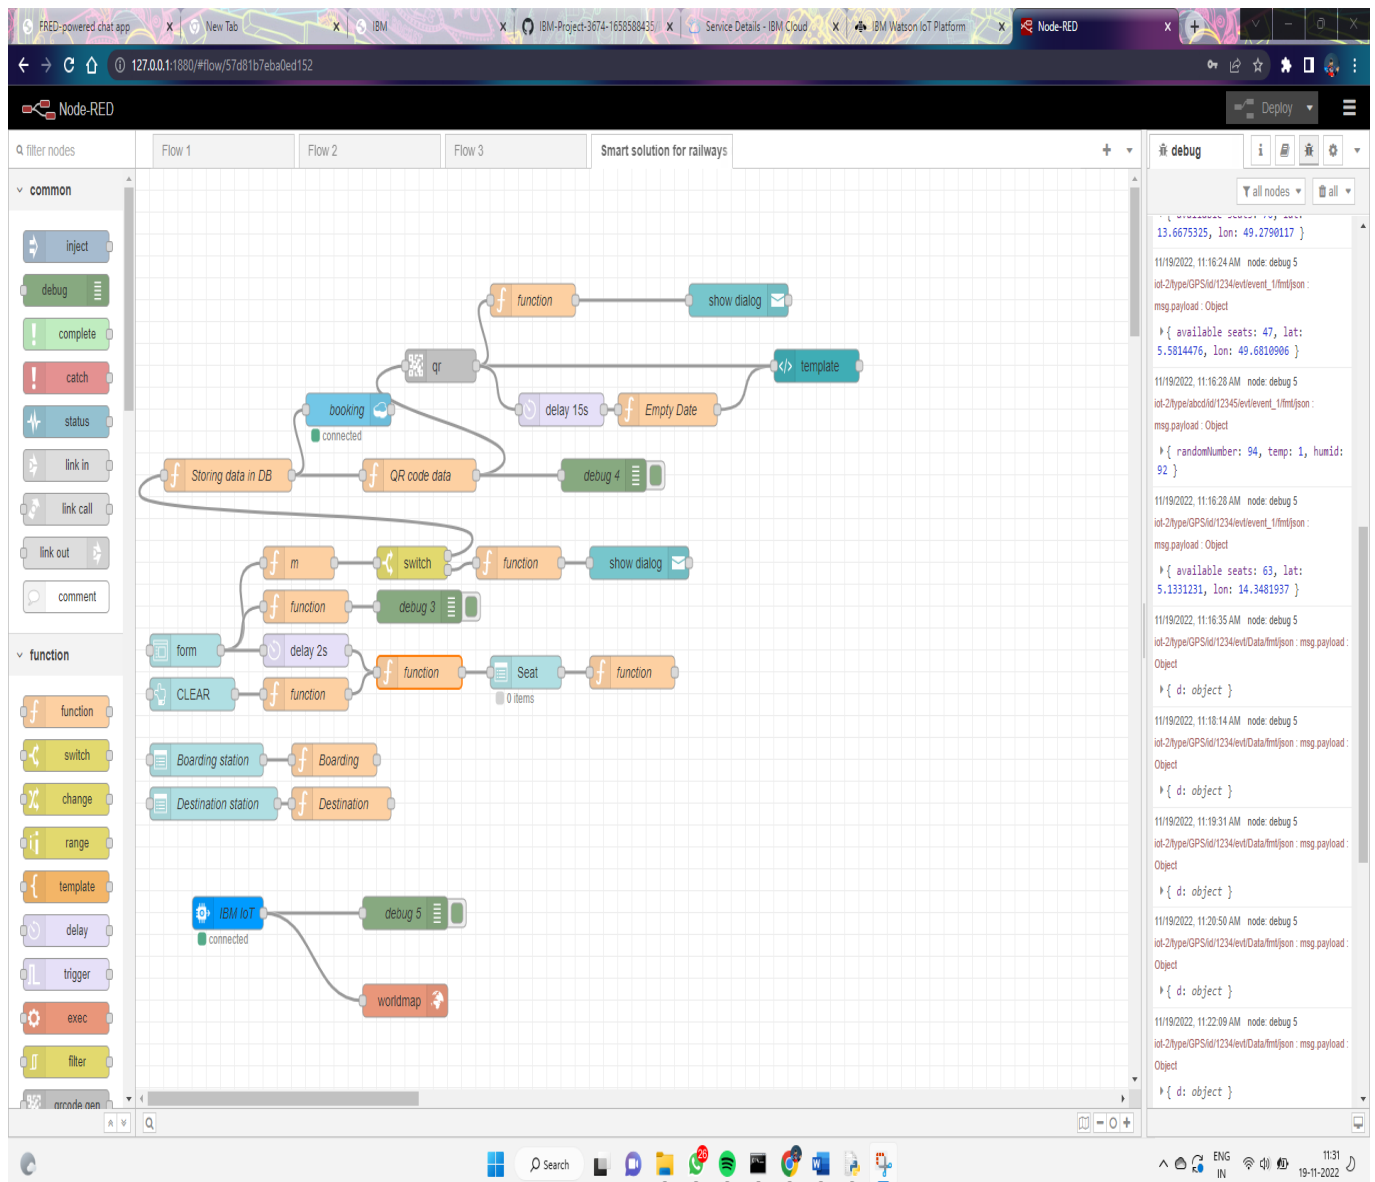 FRED-powered chat app
New Tab
IBM
IBM-Project-3674-1658588435/
Service Details - IBM Cloud
IBM Watson IoT Platform
Node-RED
127.0.0.1:1880/#flow/57d81b7eba0ed152
Node-RED
Deploy
filter nodes
Flow 1
Flow 2
Flow 3
Smart solution for railways
debug
all nodes
all
common
inject
debug
complete
catch
status
link in
link call
link out
comment
function
function
switch
change
range
template
delay
trigger
exec
filter
qrcode gen
function
show dialog
qr
template
booking
connected
delay 15s
Empty Date
Storing data in DB
QR code data
debug 4
m
switch
function
show dialog
function
debug 3
form
delay 2s
function
Seat
0 items
function
CLEAR
function
Boarding station
Boarding
Destination station
Destination
IBM IoT
connected
debug 5
worldmap
13.6675325, lon: 49.2790117 }
11/19/2022, 11:16:24 AM node: debug 5
iot-2/type/GPS/id/1234/evt/event_1/fmt/json :
msg.payload : Object
{ available seats: 47, lat:
5.5814476, lon: 49.6810906 }
11/19/2022, 11:16:28 AM node: debug 5
iot-2/type/abcd/id/12345/evt/event_1/fmt/json :
msg.payload : Object
{ randomNumber: 94, temp: 1, humid:
92 }
11/19/2022, 11:16:28 AM node: debug 5
iot-2/type/GPS/id/1234/evt/event_1/fmt/json :
msg.payload : Object
{ available seats: 63, lat:
5.1331231, lon: 14.3481937 }
11/19/2022, 11:16:35 AM node: debug 5
iot-2/type/GPS/id/1234/evt/Data/fmt/json : msg.payload :
Object
{ d: object }
11/19/2022, 11:18:14 AM node: debug 5
iot-2/type/GPS/id/1234/evt/Data/fmt/json : msg.payload :
Object
{ d: object }
11/19/2022, 11:19:31 AM node: debug 5
iot-2/type/GPS/id/1234/evt/Data/fmt/json : msg.payload :
Object
{ d: object }
11/19/2022, 11:20:50 AM node: debug 5
iot-2/type/GPS/id/1234/evt/Data/fmt/json : msg.payload :
Object
{ d: object }
11/19/2022, 11:22:09 AM node: debug 5
iot-2/type/GPS/id/1234/evt/Data/fmt/json : msg.payload :
Object
{ d: object }
Search
26
ENG
IN
11:31
19-11-2022